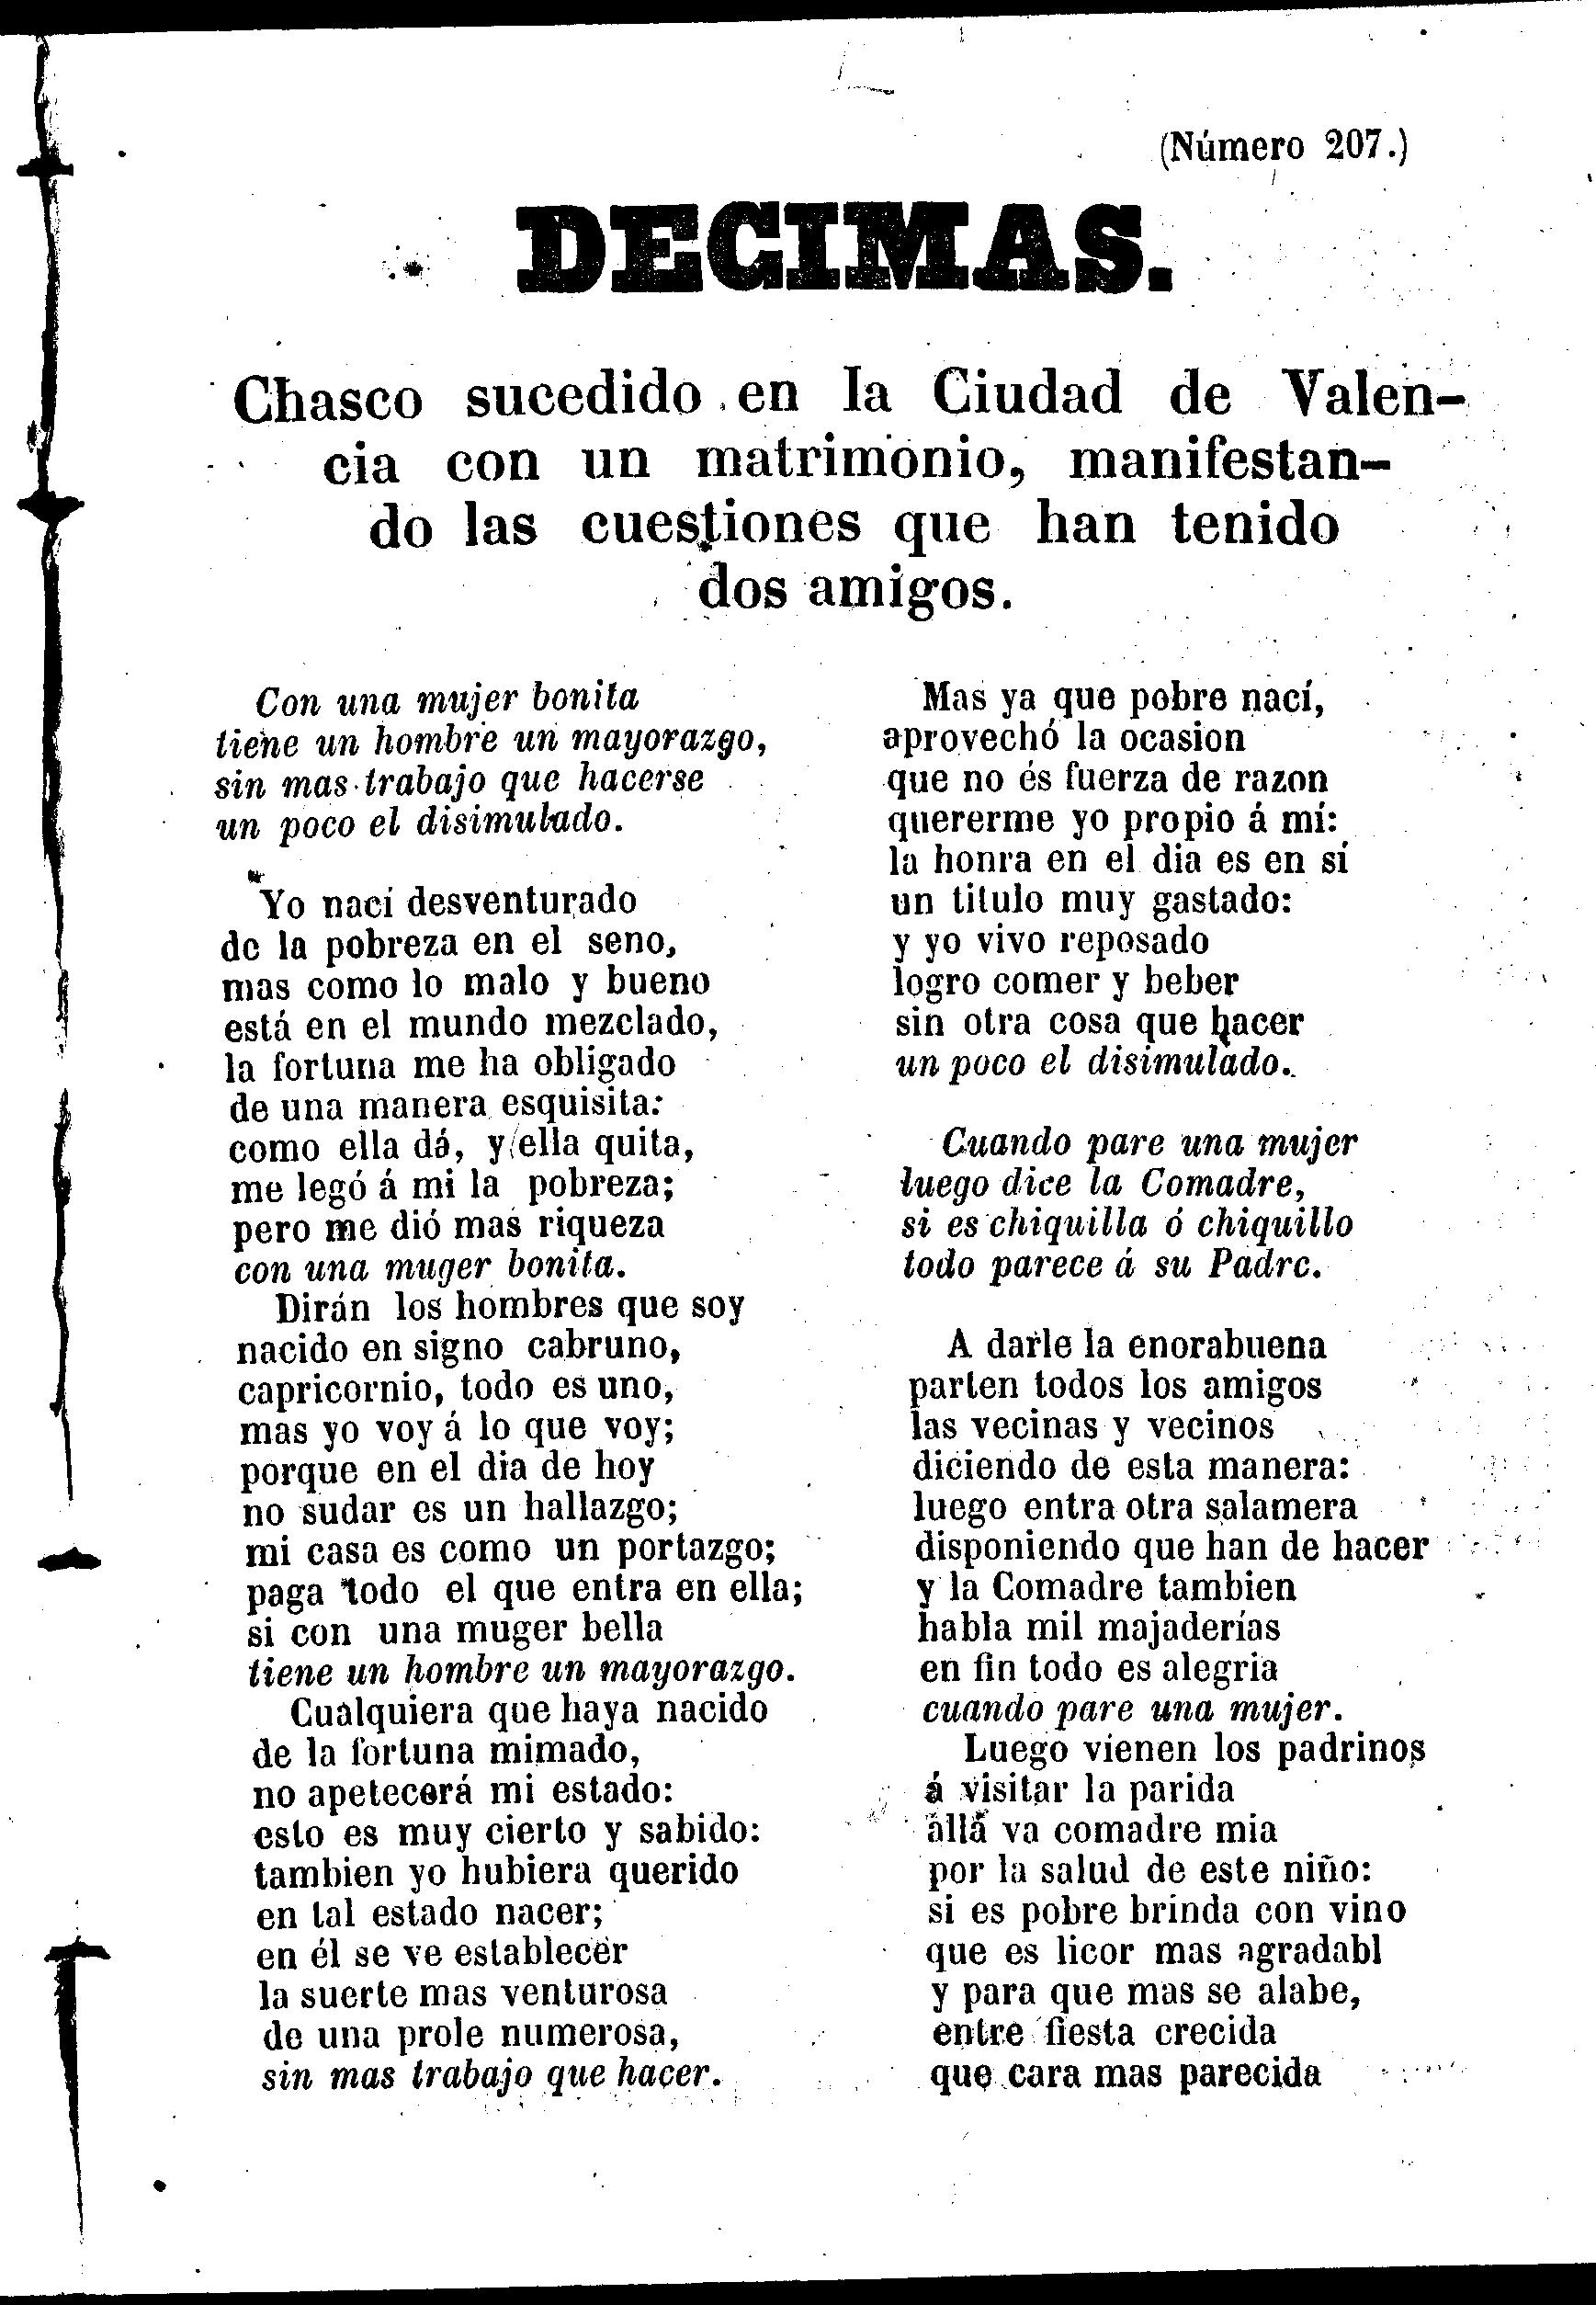 (Número 207.)
DECIMAS.
Chasco sucedido en la Ciudad de Valen-
cia con un matrimonio, manifestan-
do las cuestiones que han tenido
dos amigos.
Con una mujer bonita
tiene un hombre un mayorazgo,
sin mas trabajo que hacerse
un poco el disimulado.
Yo nací desventurado
de la pobreza en el seno,
mas como lo malo y bueno
está en el mundo mezclado,
la fortuna me ha obligado
de una manera esquisita:
como ella dá, y ella quita,
me legó á mi la pobreza;
pero me dió mas riqueza
con una muger bonita.
Dirán los hombres que soy
nacido en signo cabruno,
capricornio, todo es uno,
mas yo voy á lo que voy;
porque en el dia de hoy
no sudar es un hallazgo;
mi casa es como un portazgo;
paga todo el que entra en ella;
si con una muger bella
tiene un hombre un mayorazgo.
Cualquiera que haya nacido
de la fortuna mimado,
no apetecerá mi estado:
esto es muy cierto y sabido:
tambien yo hubiera querido
en tal estado nacer;
en él se ve establecer
la suerte mas venturosa
de una prole numerosa,
sin mas trabajo que hacer.
Mas ya que pobre nací,
aprovechó la ocasion
que no és fuerza de razon
quererme yo propio á mí:
la honra en el dia es en sí
un titulo muy gastado:
y yo vivo reposado
logro comer y beber
sin otra cosa que hacer
un poco el disimulado.
Cuando pare una mujer
luego dice la Comadre,
si es chiquilla ó chiquillo
todo parece á su Padre.
A darle la enorabuena
parten todos los amigos
las vecinas y vecinos
diciendo de esta manera:
luego entra otra salamera
disponiendo que han de hacer
y la Comadre tambien
habla mil majaderías
en fin todo es alegria
cuando pare una mujer.
Luego vienen los padrinos
á visitar la parida
allá va comadre mia
por la salud de este niño:
si es pobre brinda con vino
que es licor mas agradabl
y para que mas se alabe,
entre fiesta crecida
que cara mas parecida